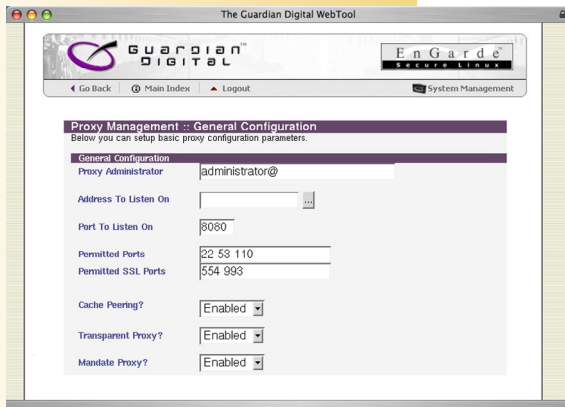 The Guardian Digital WebTool
Guardian™
Digital
EnGarde™
Secure Linux
Go Back
Main Index
Logout
System Management
Proxy Management :: General Configuration
Below you can setup basic proxy configuration parameters.
General Configuration
Proxy Administrator administrator@
Address To Listen On ...
Port To Listen On 8080
Permitted Ports 22 53 110
Permitted SSL Ports 554 993
Cache Peering? Enabled
Transparent Proxy? Enabled
Mandate Proxy? Enabled